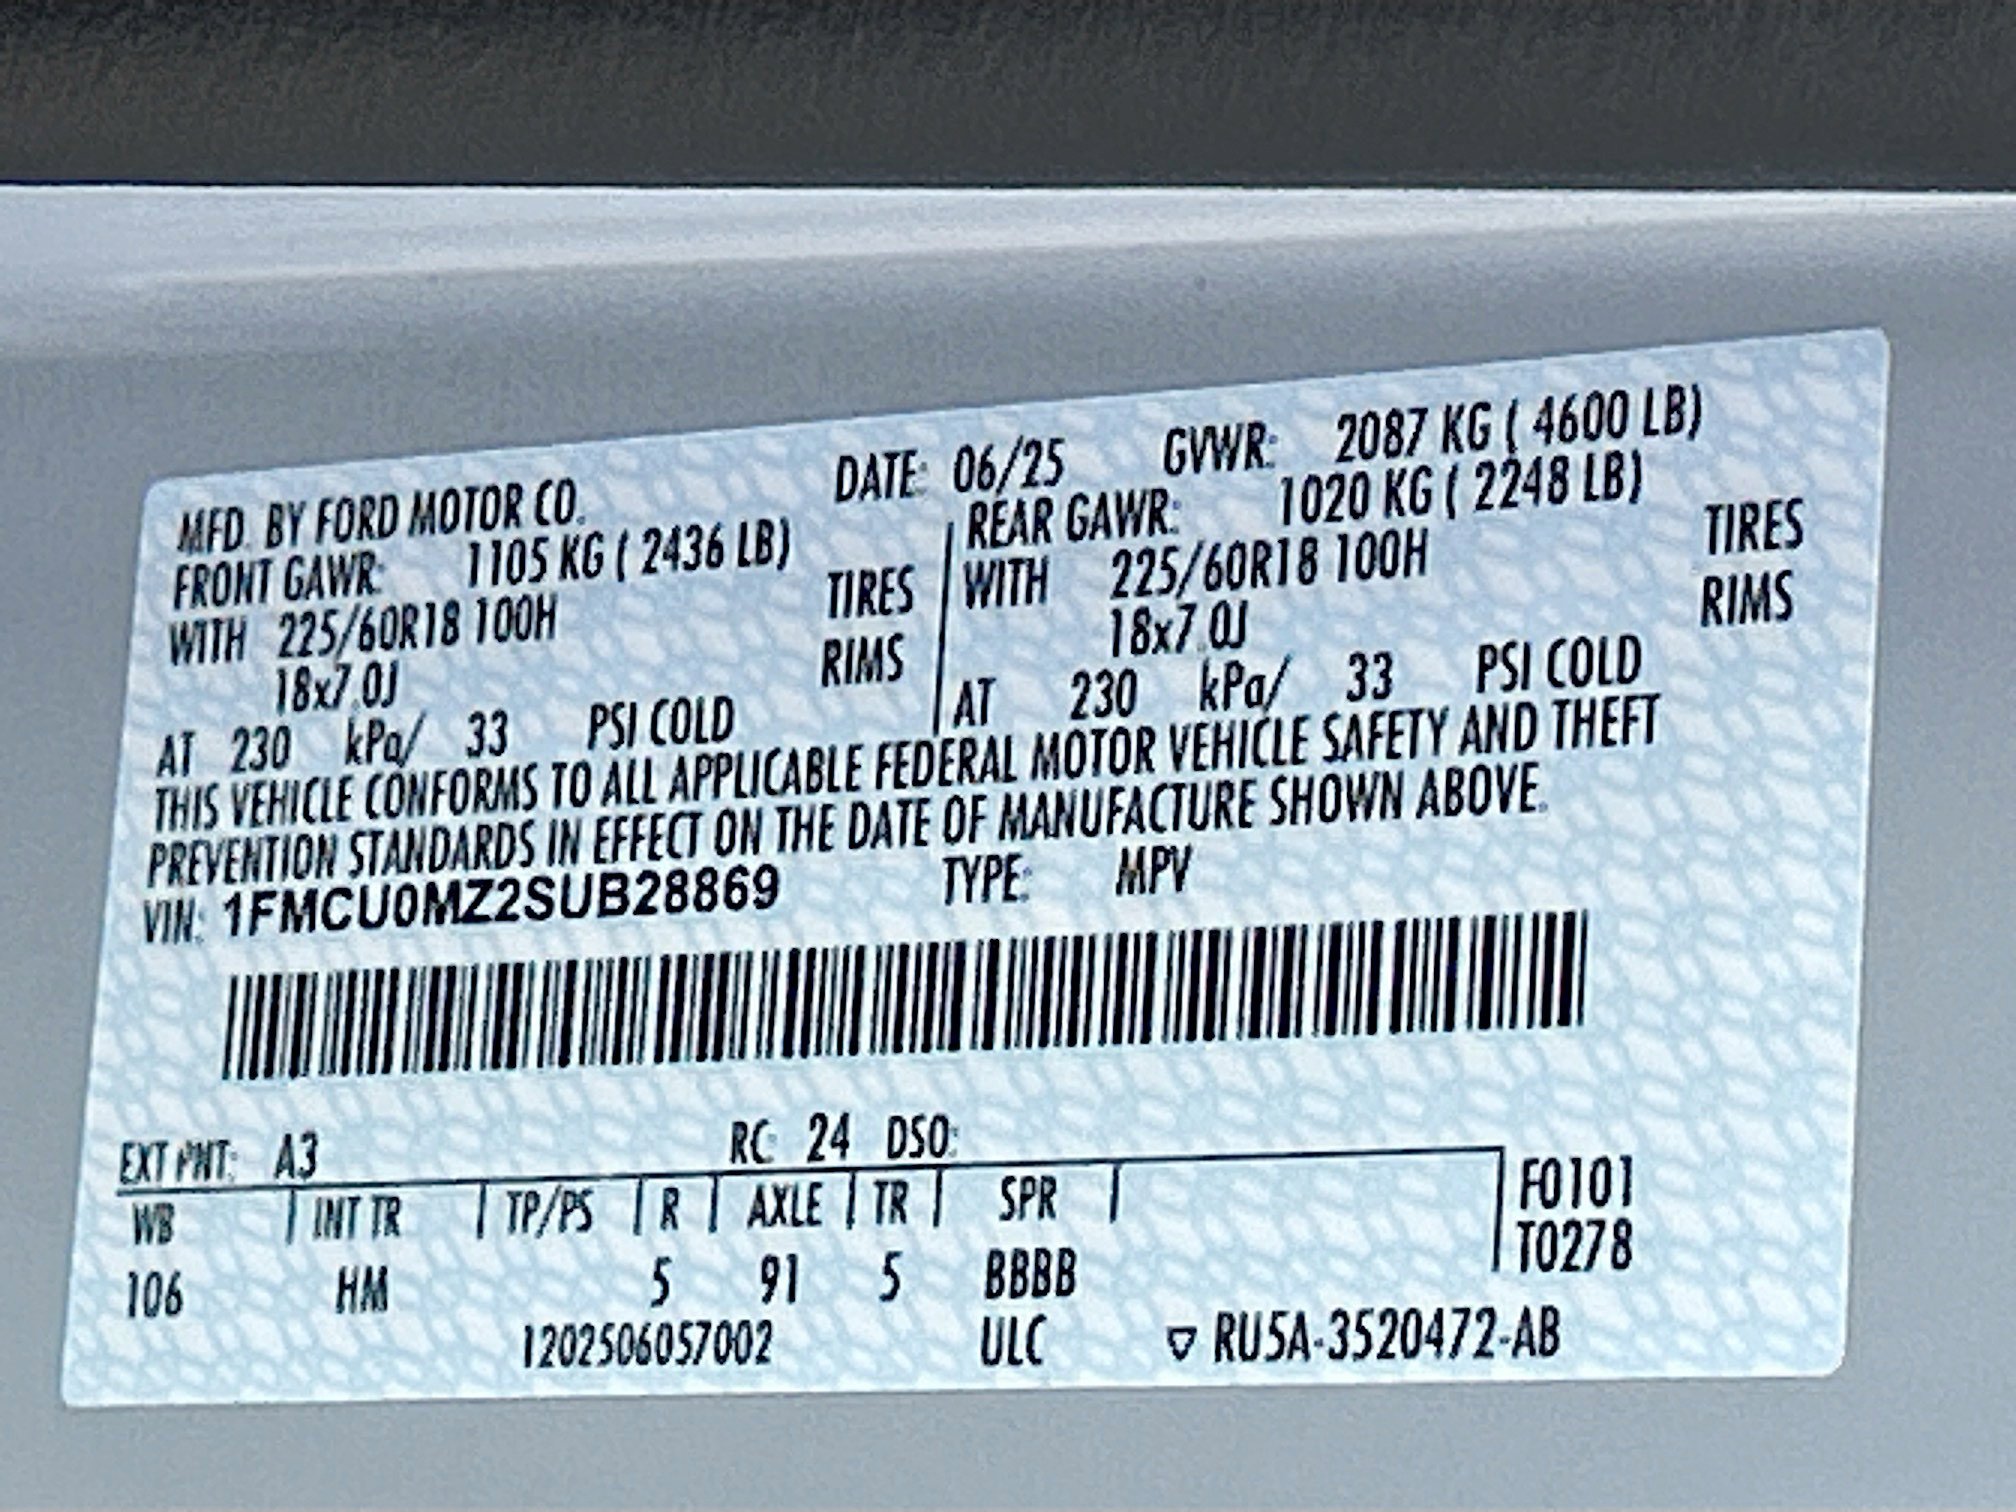 MFD. BY FORD MOTOR CO. DATE: 06/25 GVWR: 2087 KG ( 4600 LB)
FRONT GAWR: 1105 KG ( 2436 LB) REAR GAWR: 1020 KG ( 2248 LB)
WITH 225/60R18 100H TIRES WITH 225/60R18 100H TIRES
18x7.0J RIMS 18x7.0J RIMS
AT 230 kPa/ 33 PSI COLD AT 230 kPa/ 33 PSI COLD
THIS VEHICLE CONFORMS TO ALL APPLICABLE FEDERAL MOTOR VEHICLE SAFETY AND THEFT
PREVENTION STANDARDS IN EFFECT ON THE DATE OF MANUFACTURE SHOWN ABOVE.
VIN: 1FMCU0MZ2SUB28869 TYPE: MPV
EXT PNT: A3 RC: 24 DSO:
WB INT TR TP/PS R AXLE TR SPR F0101
T0278
106 HM 5 91 5 BBBB
1202506057002 ULC ▽ RU5A-3520472-AB